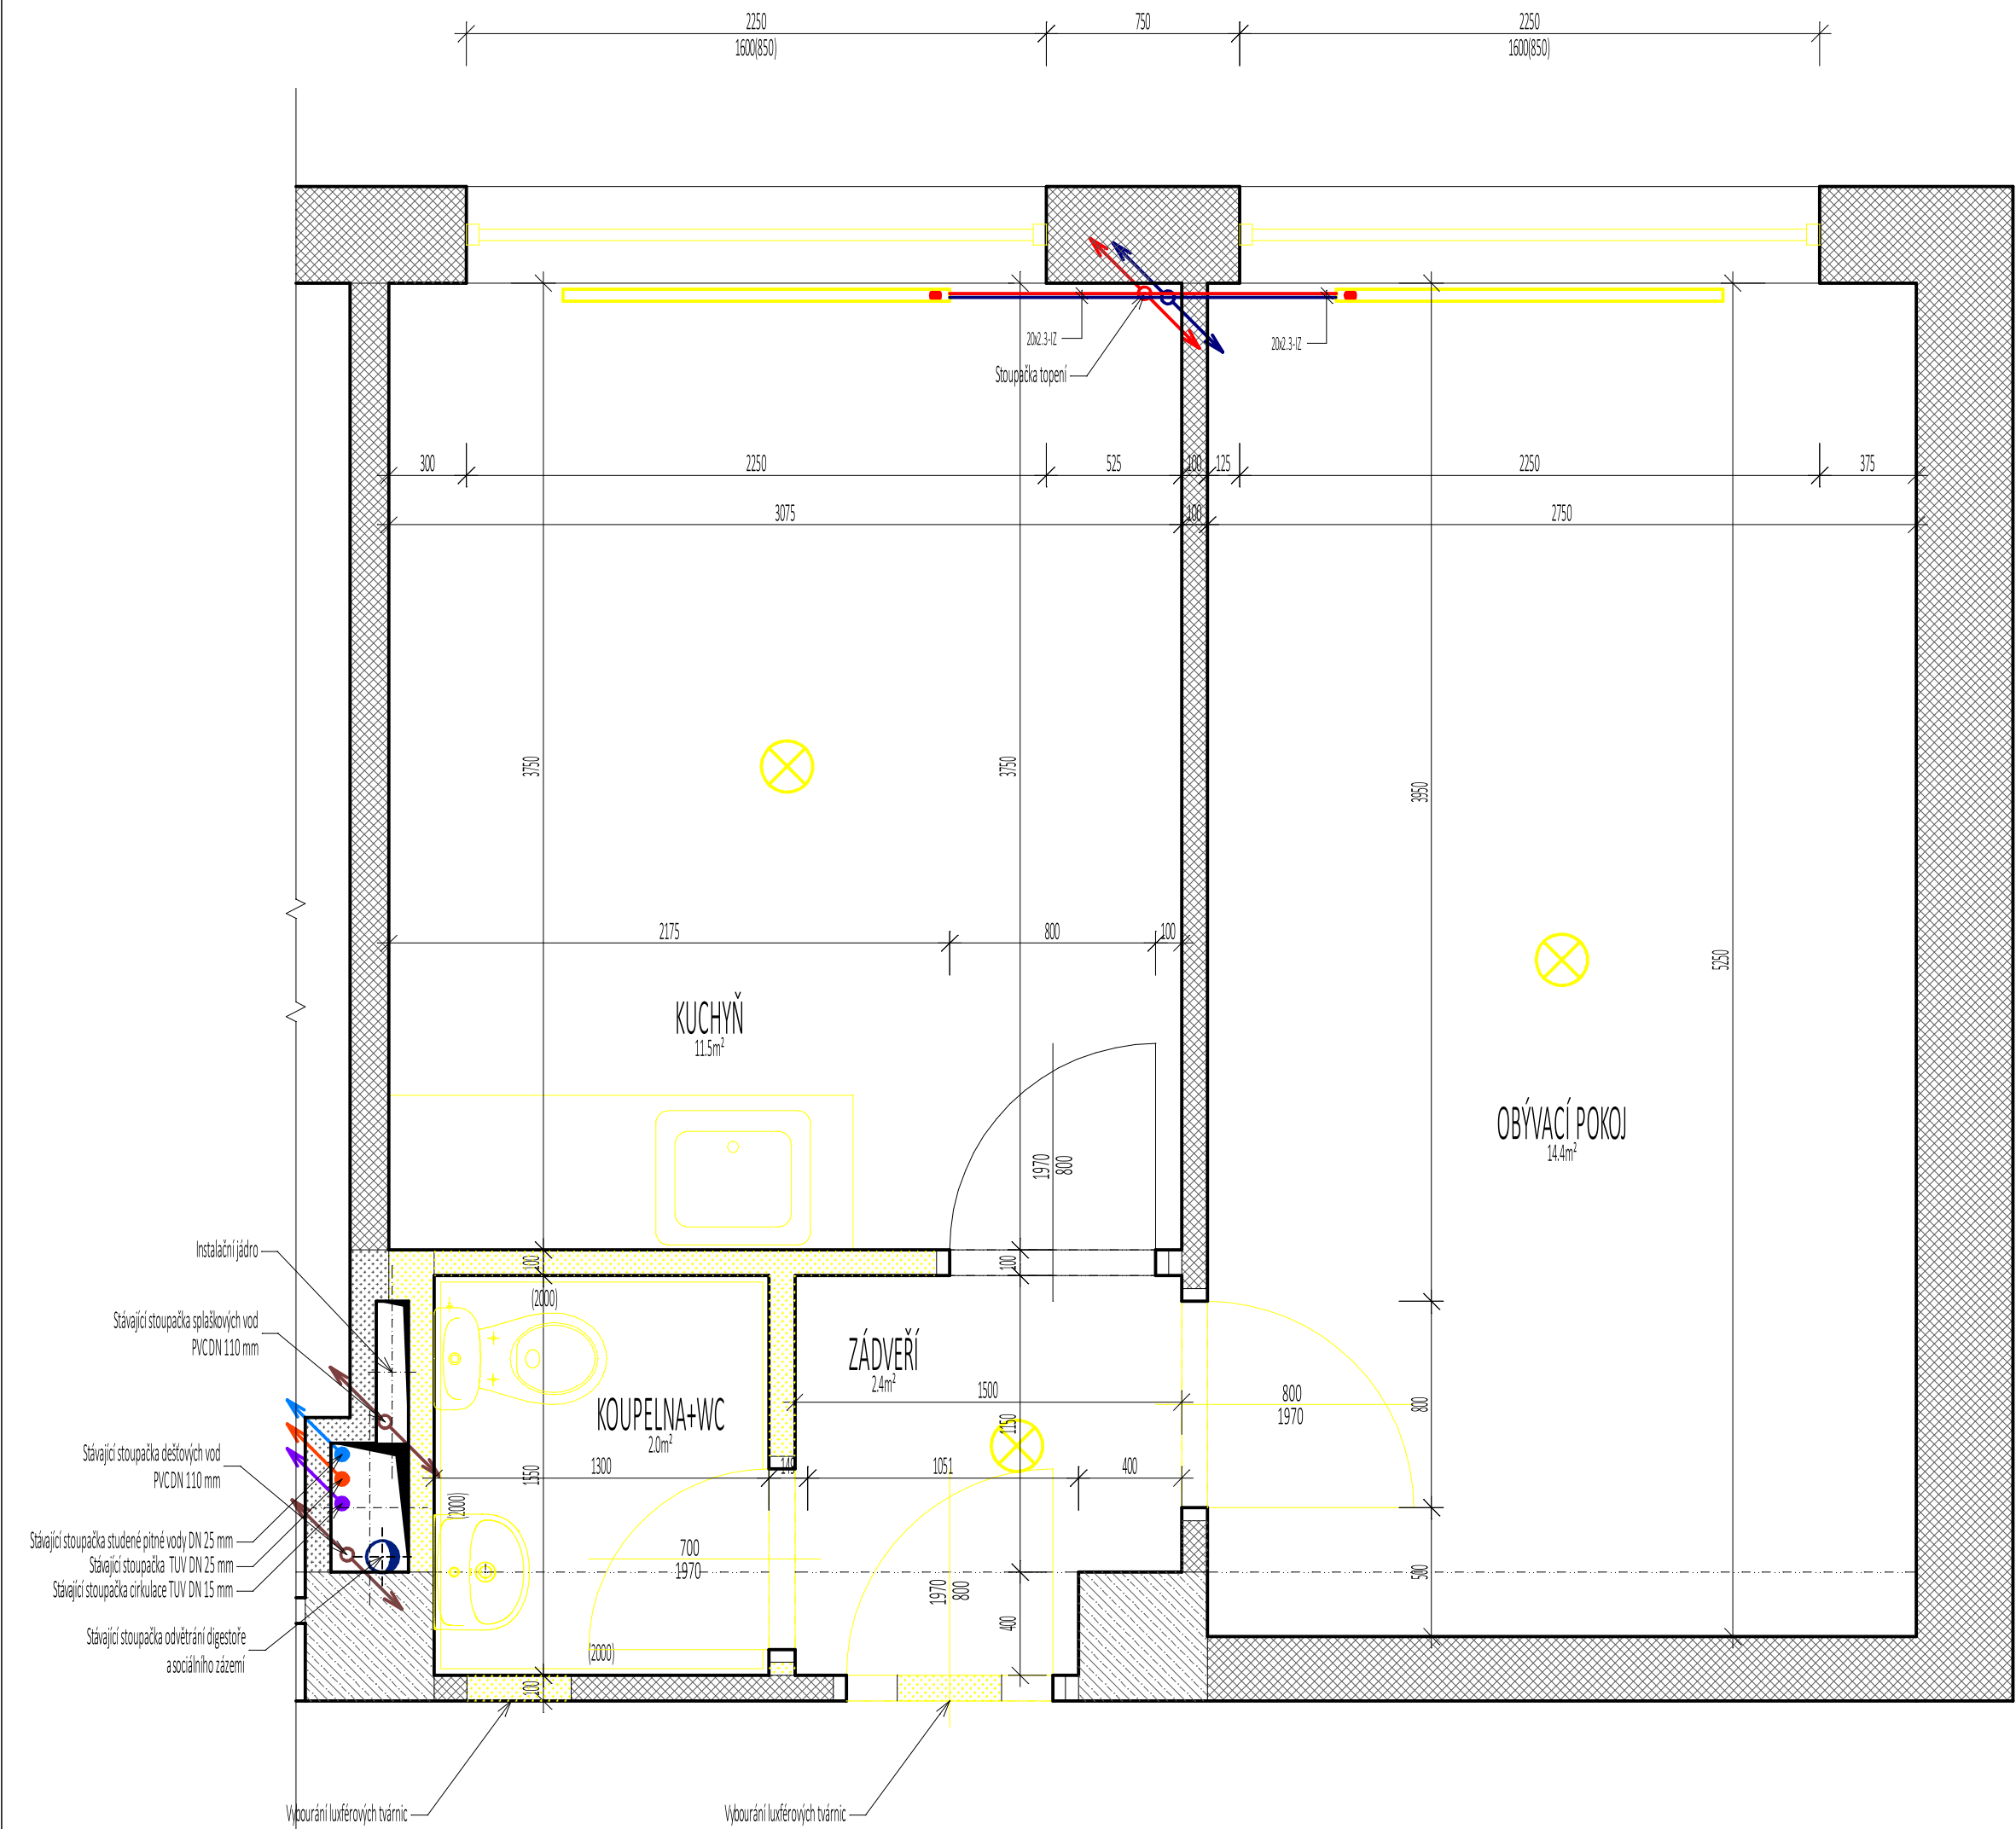 2250
1600(850)
750
2250
1600(850)
20x2.3-IZ
20x2.3-IZ
Stoupačka topení
300
2250
525
100
125
2250
375
3075
100
2750
3750
3750
3950
5250
2175
800
100
KUCHYŇ
11.5m²
OBÝVACÍ POKOJ
14.4m²
1970
800
Instalační jádro
100
100
(2000)
Stávající stoupačka splaškových vod
PVC DN 110 mm
ZÁDVEŘÍ
2.4m²
KOUPELNA+WC
2.0m²
1500
1150
800
1970
800
Stávající stoupačka dešťových vod
PVC DN 110 mm
1300
149
1051
400
1550
(2000)
Stávající stoupačka studené pitné vody DN 25 mm
Stávající stoupačka TUV DN 25 mm
Stávající stoupačka cirkulace TUV DN 15 mm
700
1970
1970
800
500
400
Stávající stoupačka odvětrání digestoře
a sociálního zázemí
(2000)
100
Vybourání luxférových tvárnic
Vybourání luxférových tvárnic